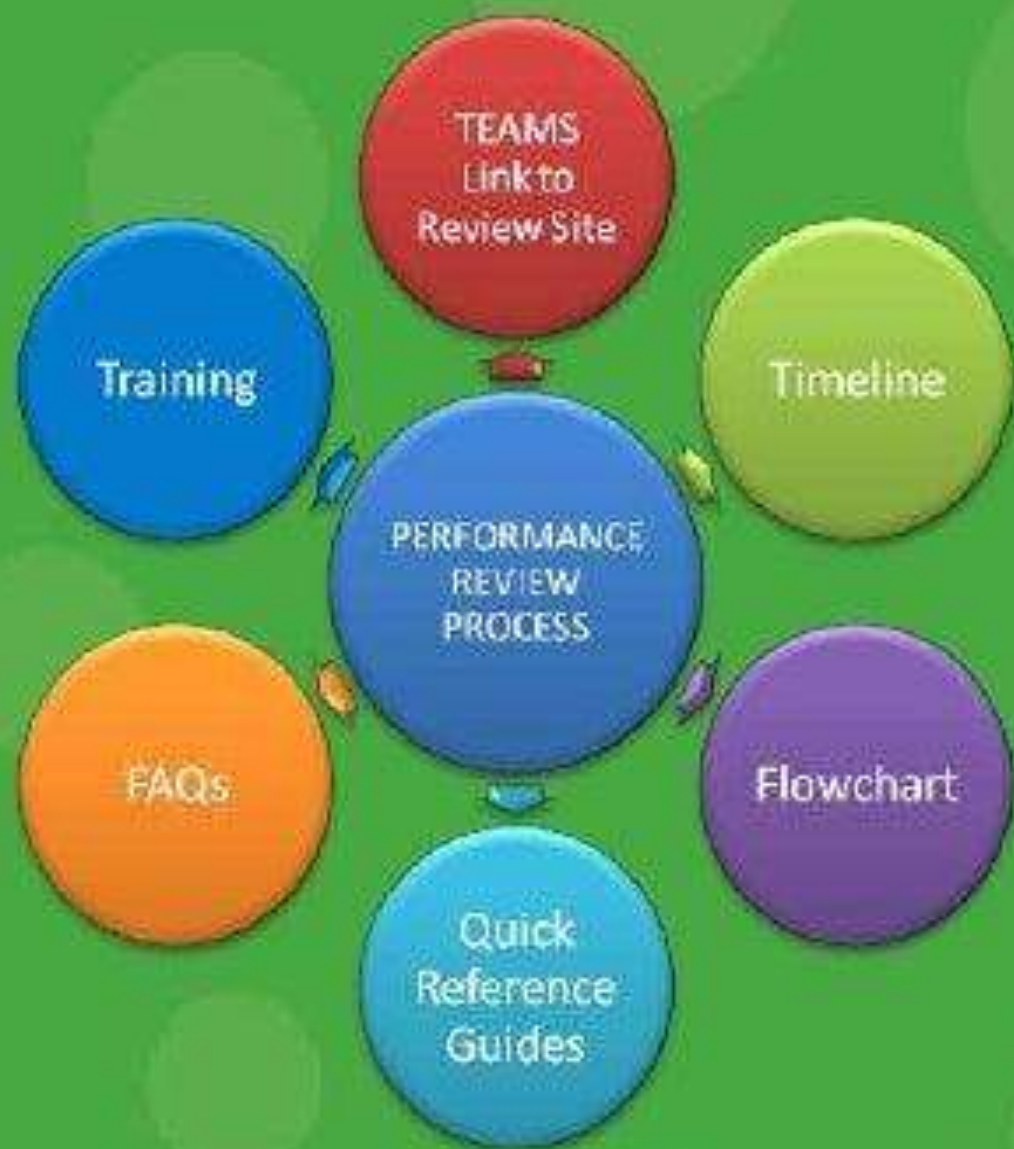 TEAMS
Link to
Review Site
Timeline
Flowchart
Quick
Reference
Guides
FAQs
Training
PERFORMANCE
REVIEW
PROCESS